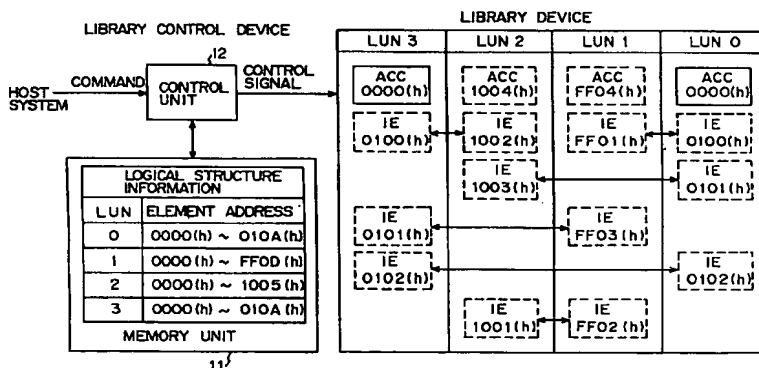 LIBRARY CONTROL DEVICE
12
HOST SYSTEM
COMMAND
CONTROL UNIT
CONTROL SIGNAL
LOGICAL STRUCTURE INFORMATION
LUN ELEMENT ADDRESS
0 0000(h) ~ 010A(h)
1 0000(h) ~ FF0D(h)
2 0000(h) ~ 1005(h)
3 0000(h) ~ 010A(h)
MEMORY UNIT
11
LIBRARY DEVICE
LUN 3 LUN 2 LUN 1 LUN 0
ACC ACC ACC ACC
0000(h) 1004(h) FF04(h) 0000(h)
IE IE IE IE
0100(h) 1002(h) FF01(h) 0100(h)
IE IE
1003(h) 0101(h)
IE IE
0101(h) FF03(h)
IE IE
0102(h) 0102(h)
IE IE
1001(h) FF02(h)